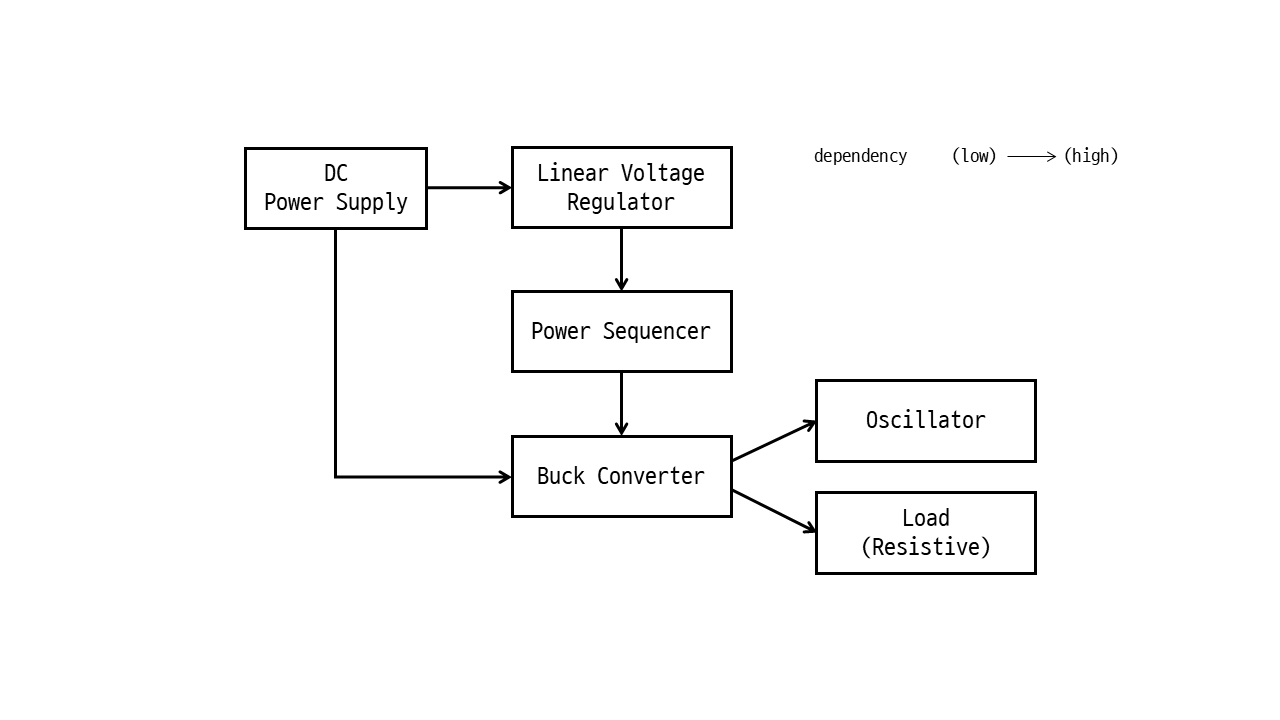 DC
Power Supply
Linear Voltage
Regulator
dependency (low) (high)
Power Sequencer
Oscillator
Buck Converter
Load
(Resistive)